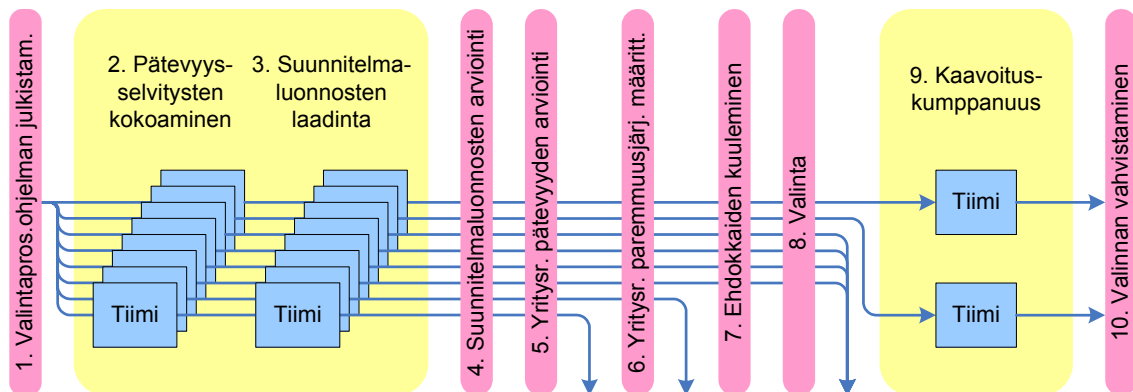 1. Valintapros.ohjelman julkistam.
2. Pätevyys-
selvitysten
kokoaminen
3. Suunnitelma-
luonnosten
laadinta
Tiimi
Tiimi
4. Suunnitelmaluonnosten arviointi
5. Yritysr. pätevyyden arviointi
6. Yritysr. paremmuusjärj. määritt.
7. Ehdokkaiden kuuleminen
8. Valinta
9. Kaavoitus-
kumppanuus
Tiimi
Tiimi
10. Valinnan vahvistaminen